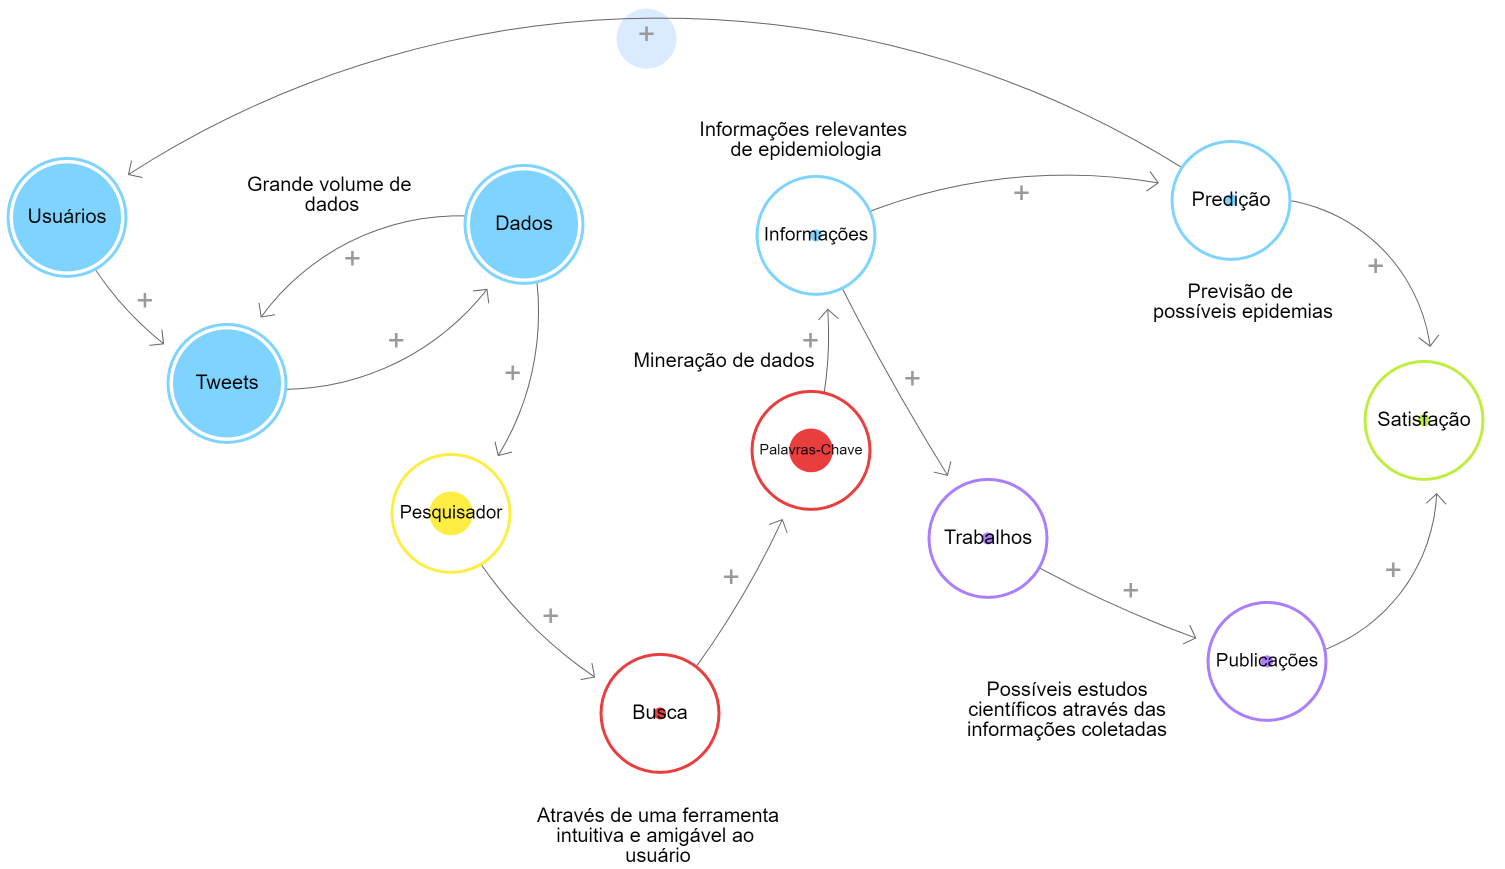 +
Informações relevantes
de epidemiologia
Grande volume de
dados
Usuários
Dados
Informações
Predição
+
+
+
+
Previsão de
possíveis epidemias
+
+
+
Mineração de dados
Tweets
+
+
Satisfação
Palavras-Chave
Pesquisador
Trabalhos
+
+
+
+
Publicações
Busca
Possíveis estudos
científicos através das
informações coletadas
Através de uma ferramenta
intuitiva e amigável ao
usuário